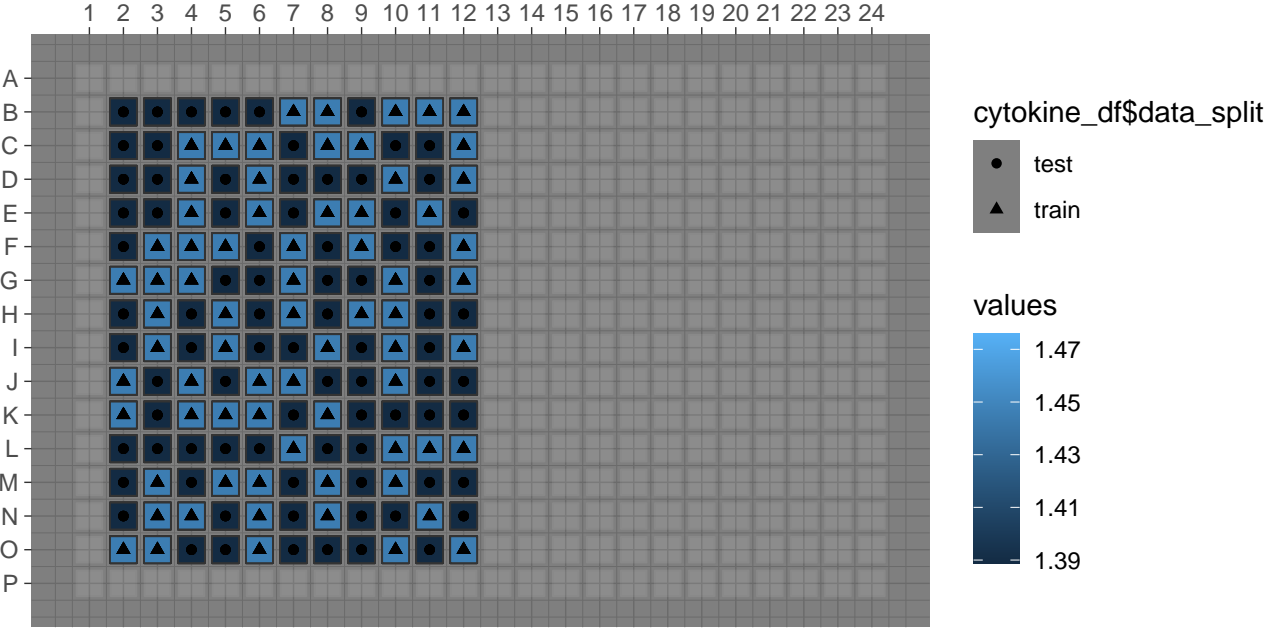 1 2 3 4 5 6 7 8 9 10 11 12 13 14 15 16 17 18 19 20 21 22 23 24
A
B
C
D
E
F
G
H
I
J
K
L
M
N
O
P
cytokine_df$data_split
test
train
values
1.47
1.45
1.43
1.41
1.39